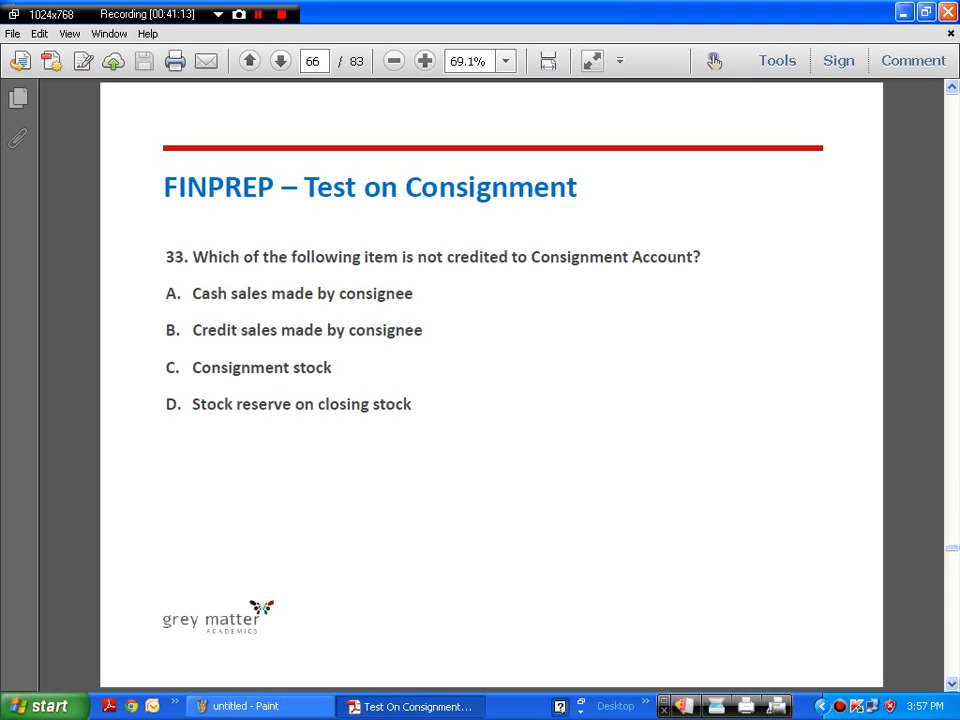 1024x768 Recording [00:41:13]
File Edit View Window Help
66 / 83 69.1% Tools Sign Comment
FINPREP – Test on Consignment
33. Which of the following item is not credited to Consignment Account?
A. Cash sales made by consignee
B. Credit sales made by consignee
C. Consignment stock
D. Stock reserve on closing stock
grey matter
ACADEMICS
start untitled - Paint Test On Consignment... Desktop 3:57 PM